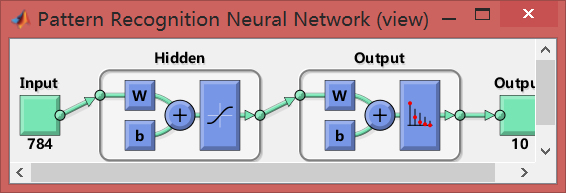 Pattern Recognition Neural Network (view)
Hidden Output
Input Outpu
W W
b b
784 10